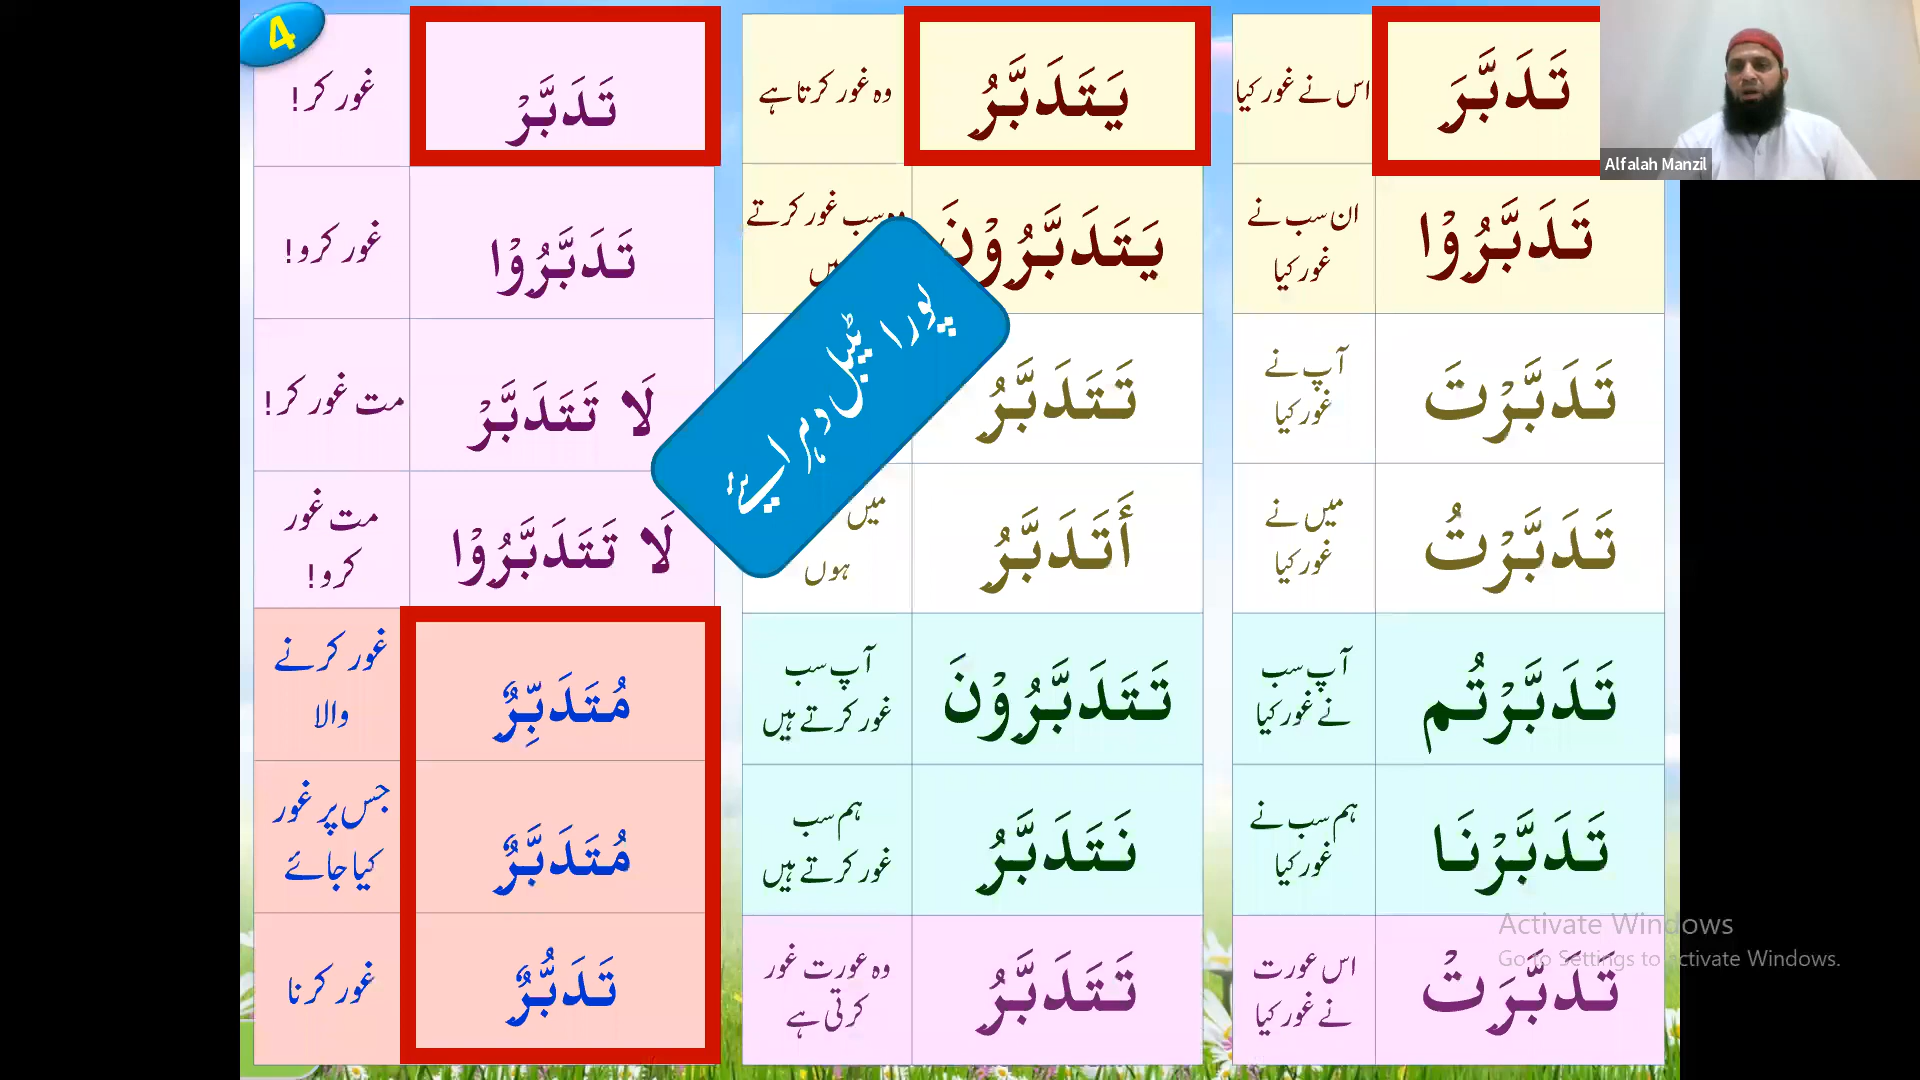 4
تَدَبَّرَ
اس نے غور کیا
يَتَدَبَّرُ
وہ غور کرتا ہے
تَدَبَّرْ
غور کر!
Alfalah Manzil
تَدَبَّرُوْا
ان سب نے
غور کیا
يَتَدَبَّرُوْنَ
سب غور کرتے
تَدَبَّرُوْا
غور کرو!
تَدَبَّرْتَ
آپ نے
غور کیا
تَتَدَبَّرُ
لَا تَتَدَبَّرْ
مت غور کر!
پورا ٹیبل دہرایئے
تَدَبَّرْتُ
میں نے
غور کیا
أَتَدَبَّرُ
میں
ہوں
لَا تَتَدَبَّرُوْا
مت غور
کرو!
تَدَبَّرْتُم
آپ سب
نے غور کیا
تَتَدَبَّرُوْنَ
آپ سب
غور کرتے ہیں
مُتَدَبِّرٌ
غور کرنے
والا
تَدَبَّرْنَا
ہم سب نے
غور کیا
نَتَدَبَّرُ
ہم سب
غور کرتے ہیں
مُتَدَبَّرٌ
جس پر غور
کیا جائے
تَدَبَّرَتْ
اس عورت
نے غور کیا
تَتَدَبَّرُ
وہ عورت غور
کرتی ہے
تَدَبُّرٌ
غور کرنا
Activate Windows
Go to Settings to activate Windows.